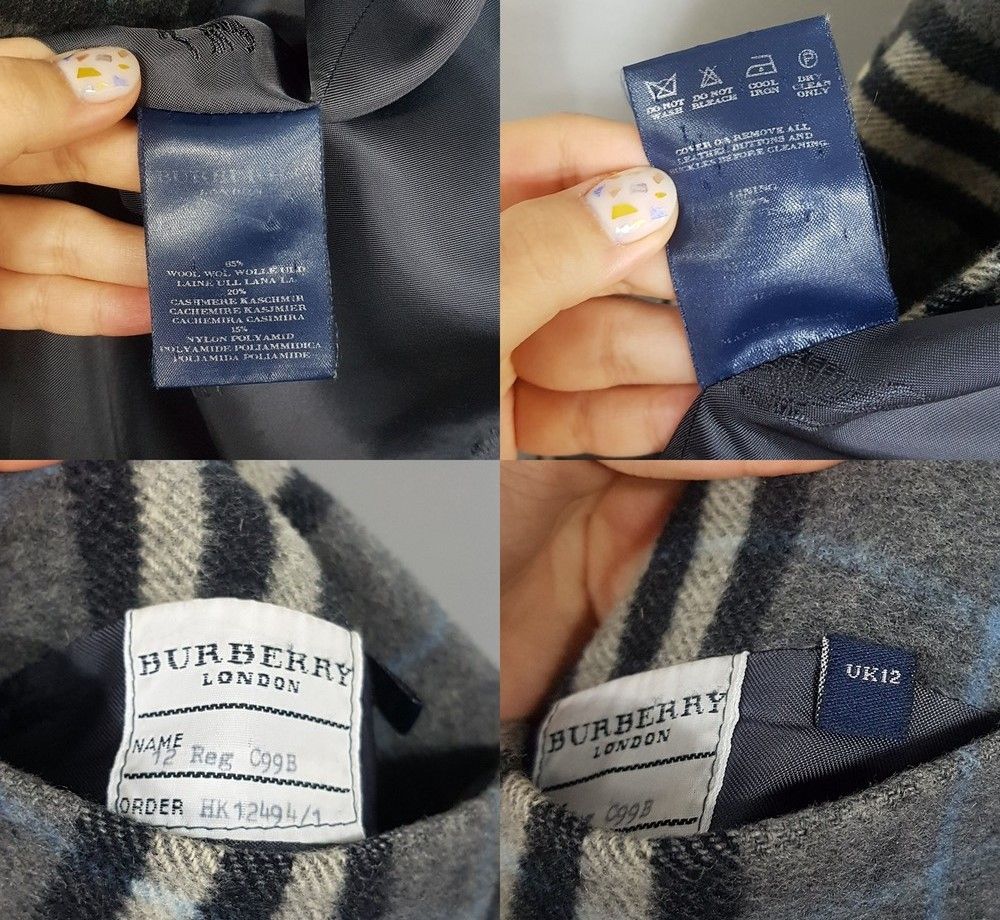 BURBERRY
LONDON
65%
WOOL WOL WOLLE ULD
LAINE ULL LANA LA
20%
CASHMERE KASCHMIR
CACHEMIRE KASJMIER
CACHEMIRA CASIMIRA
15%
NYLON POLYAMID
POLYAMIDE POLIAMMIDICA
POLIAMIDA POLIAMIDE
DO NOT WASH
DO NOT BLEACH
COOL IRON
P
DRY CLEAN ONLY
COVER OR REMOVE ALL
LEATHER, BUTTONS AND
BUCKLES BEFORE CLEANING
LINING
BURBERRY
LONDON
NAME
12 Reg C99B
ORDER HK12494/1
BURBERRY
LONDON
C99B
UK12